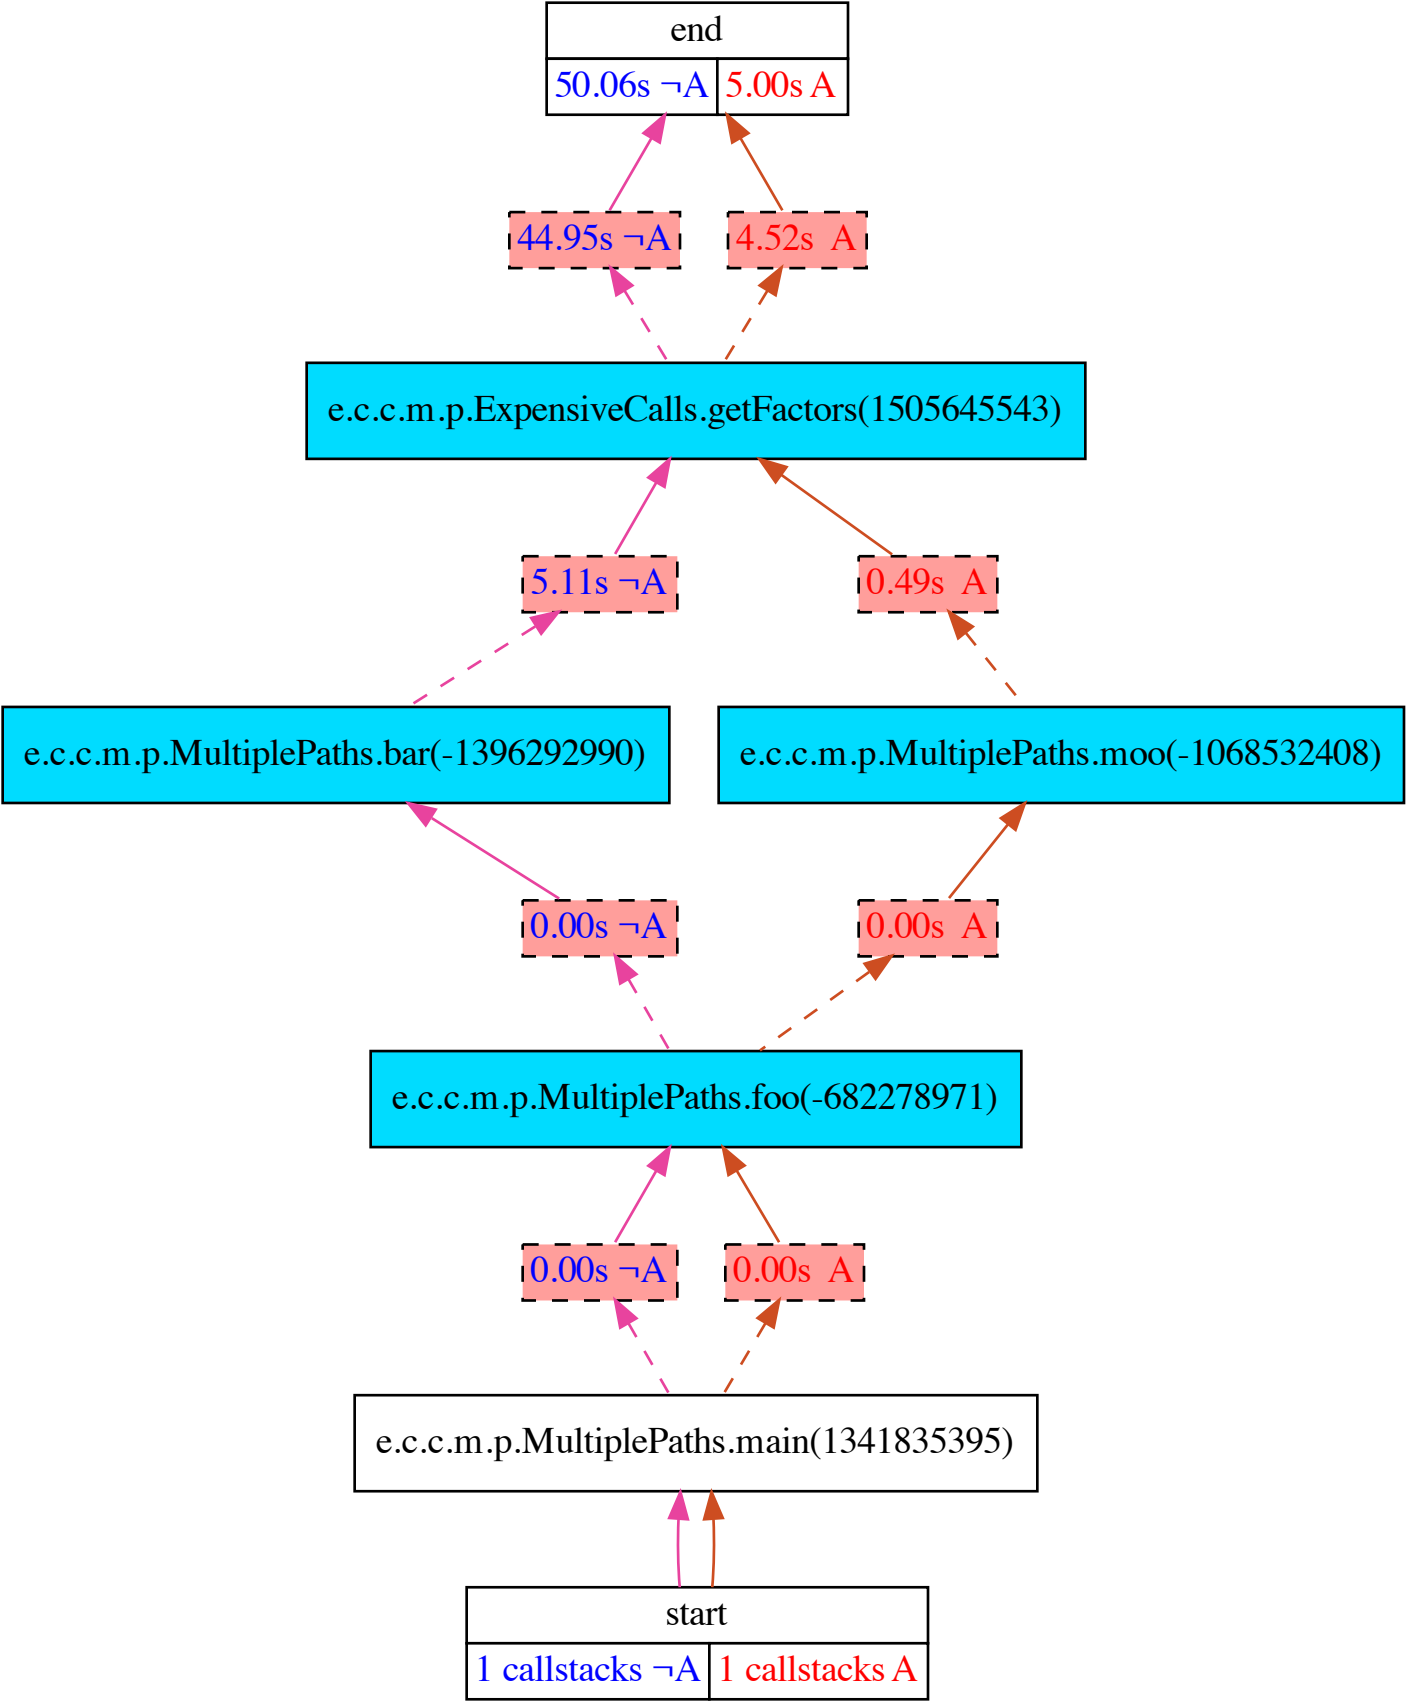 end
50.06s ¬A 5.00s A
44.95s ¬A 4.52s A
e.c.c.m.p.ExpensiveCalls.getFactors(1505645543)
5.11s ¬A 0.49s A
e.c.c.m.p.MultiplePaths.bar(-1396292990) e.c.c.m.p.MultiplePaths.moo(-1068532408)
0.00s ¬A 0.00s A
e.c.c.m.p.MultiplePaths.foo(-682278971)
0.00s ¬A 0.00s A
e.c.c.m.p.MultiplePaths.main(1341835395)
start
1 callstacks ¬A 1 callstacks A